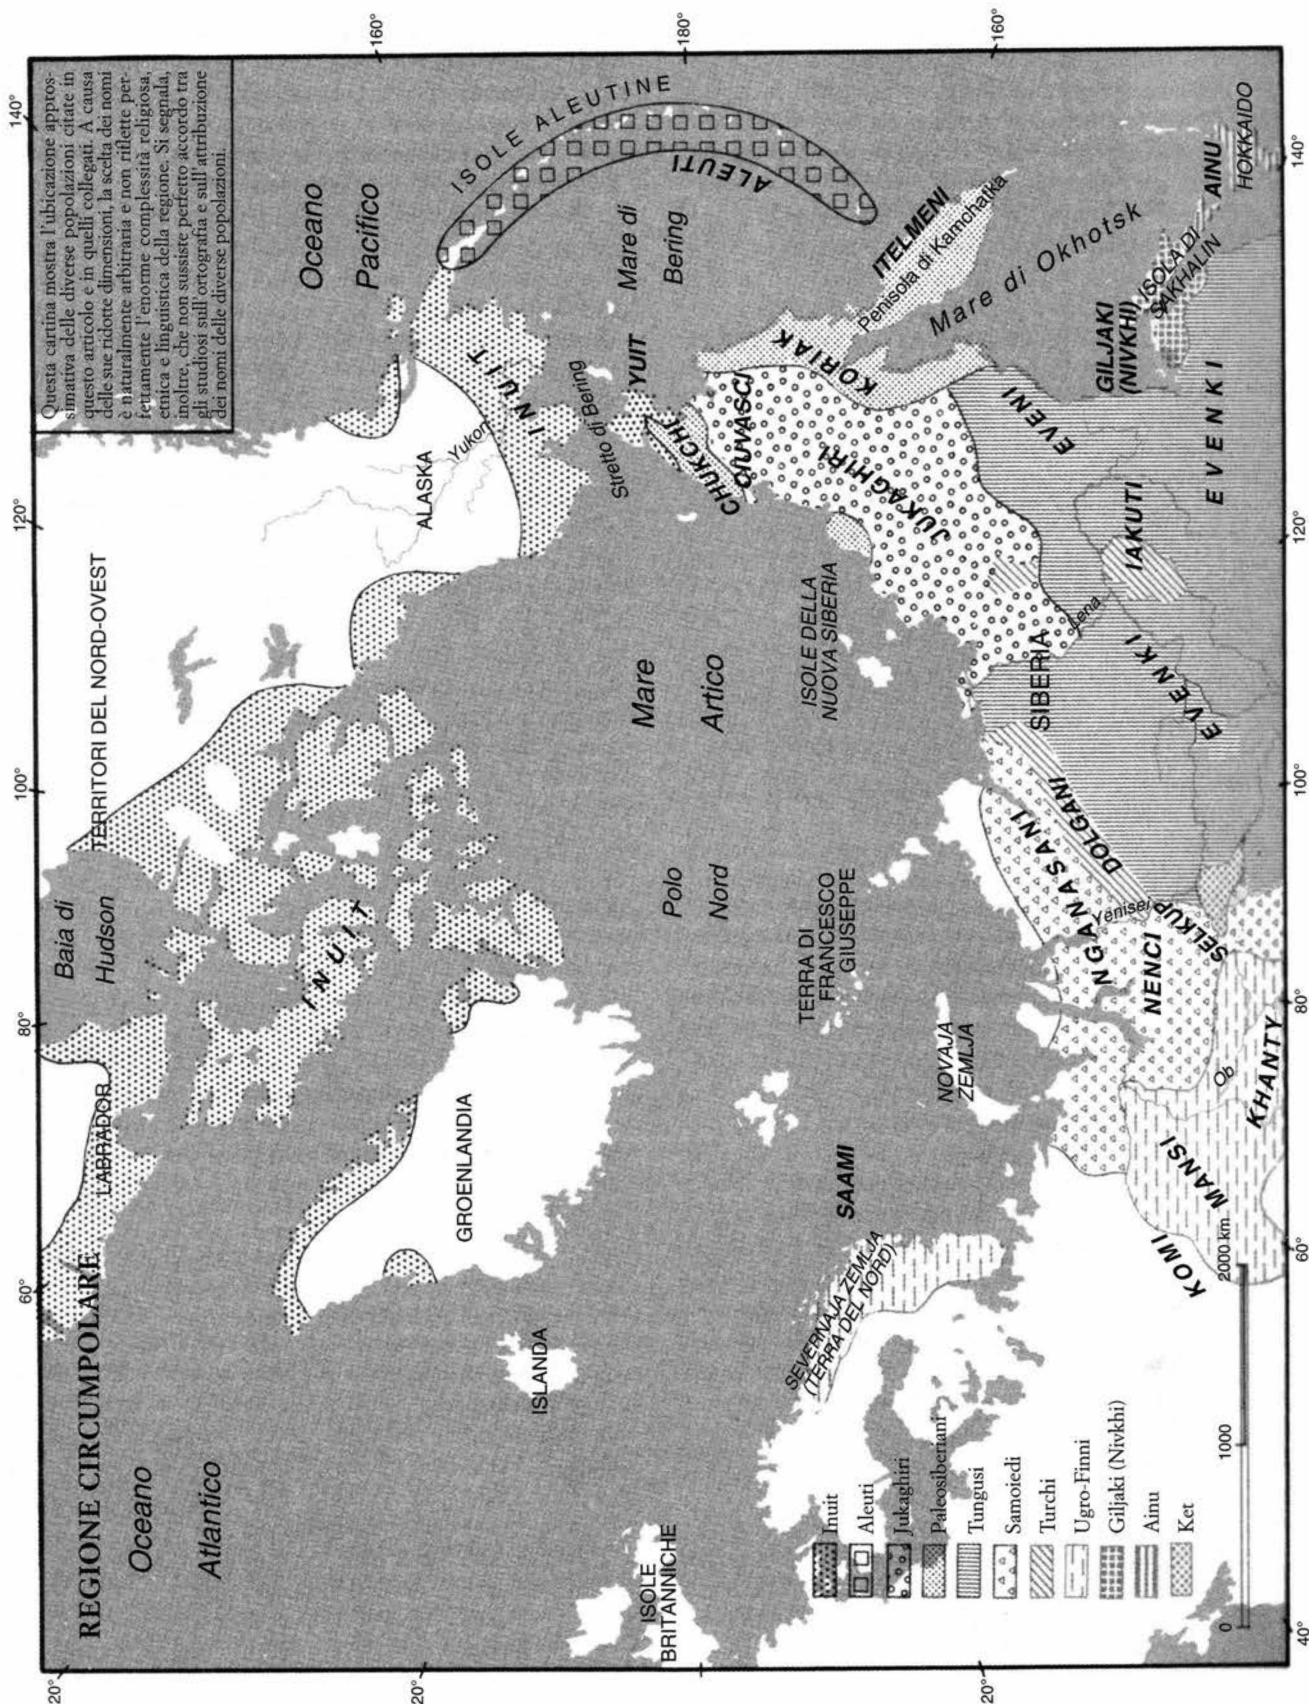 REGIONE CIRCUMPOLARE
Questa cartina mostra l'ubicazione appros-
simativa delle diverse popolazioni citate in
questo articolo e in quelli collegati. A causa
delle sue ridotte dimensioni, la scelta dei nomi
è naturalmente arbitraria e non riflette per-
fettamente l'enorme complessità religiosa,
etnica e linguistica della regione. Si segnala,
inoltre, che non sussiste perfetto accordo tra
gli studiosi sull'ortografia e sull'attribuzione
dei nomi delle diverse popolazioni.
60°
80°
100°
120°
140°
Oceano
Atlantico
LABRADOR
Baia di
Hudson
TERRITORI DEL NORD-OVEST
ALASKA
Yukon
Oceano
Pacifico
ISOLE ALEUTINE
ALEUTI
INUIT
INUIT
GROENLANDIA
ISLANDA
ISOLE
BRITANNICHE
Stretto di Bering
Mare di
Bering
YUIT
CHUKCHI
CIUVASCI
KORIAK
ITELMENI
Penisola di Kamchatka
Mare di Okhotsk
Mare
Artico
Polo
Nord
ISOLE DELLA
NUOVA SIBERIA
TERRA DI
FRANCESCO
GIUSEPPE
NOVAJA
ZEMLJA
SAAMI
SEVERNAJA ZEMLJA
(TERRA DEL NORD)
JUKAGHIRI
EVENI
GILJAKI
(NIVKHI)
ISOLA DI
SAKHALIN
AINU
HOKKAIDO
SIBERIA
Lena
IAKUTI
EVENKI
EVENKI
NGANASANI
DOLGANI
Yenisei
NENCI
SELKUP
Ob
KHANTY
MANSI
KOMI
Inuit
Aleuti
Jukaghiri
Paleosiberiani
Tungusi
Samoiedi
Turchi
Ugro-Finni
Giljaki (Nivkhi)
Ainu
Ket
0
1000
2000 km
20°
20°
20°
160°
180°
160°
40°
60°
80°
100°
120°
140°